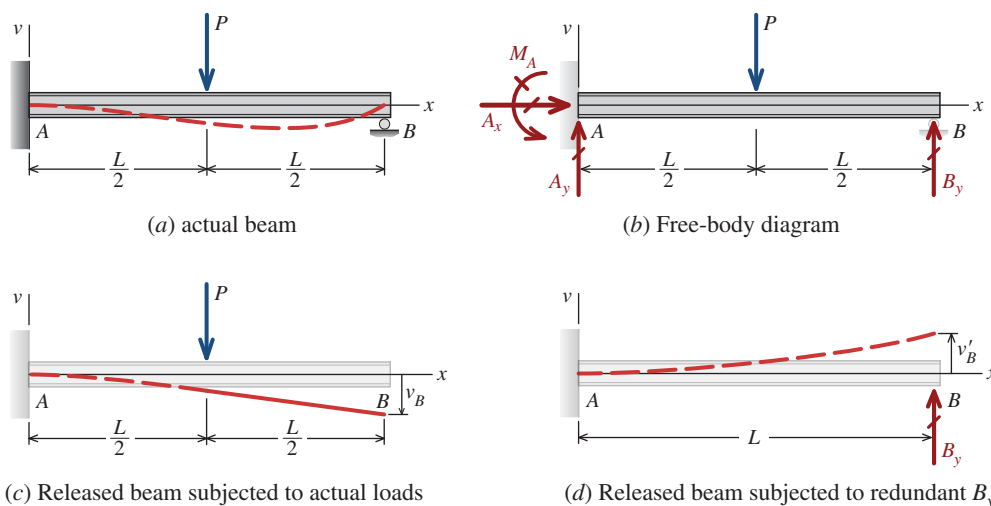 v
P
x
A
B
L/2
L/2
(a) actual beam
v
P
M_A
x
A_x
A
B
L/2
L/2
A_y
B_y
(b) Free-body diagram
v
P
x
A
B
v_B
L/2
L/2
(c) Released beam subjected to actual loads
v
v′_B
x
A
B
L
B_y
(d) Released beam subjected to redundant B_y